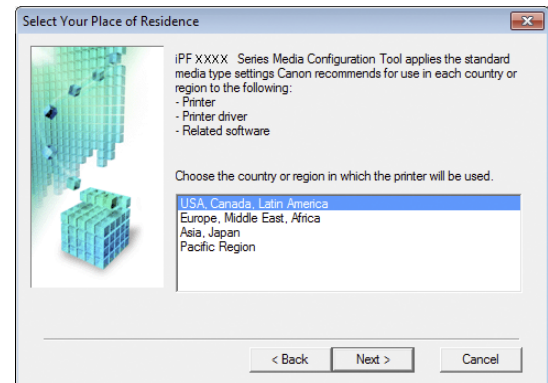 Select Your Place of Residence
iPF XXXX Series Media Configuration Tool applies the standard
media type settings Canon recommends for use in each country or
region to the following:
- Printer
- Printer driver
- Related software
Choose the country or region in which the printer will be used.
USA, Canada, Latin America
Europe, Middle East, Africa
Asia, Japan
Pacific Region
< Back Next > Cancel